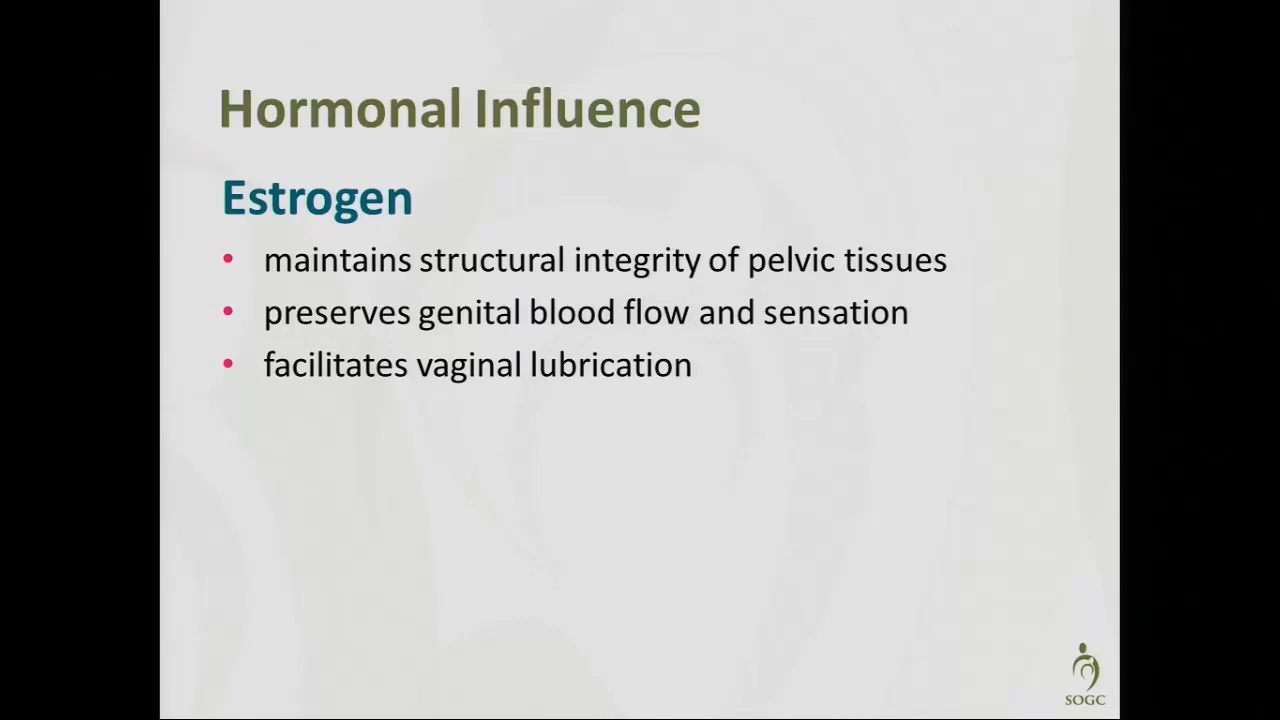 Hormonal Influence
Estrogen
• maintains structural integrity of pelvic tissues
• preserves genital blood flow and sensation
• facilitates vaginal lubrication
SOGC